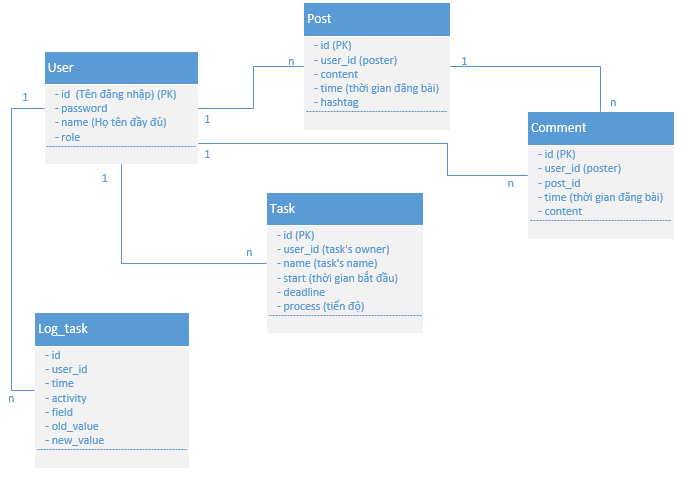 Post
- id (PK)
- user_id (poster)
- content
- time (thời gian đăng bài)
- hashtag
n
1
User
- id (Tên đăng nhập) (PK)
- password
- name (Họ tên đầy đủ)
- role
1
1
1
1
n
Comment
- id (PK)
- user_id (poster)
- post_id
- time (thời gian đăng bài)
- content
n
Task
- id (PK)
- user_id (task's owner)
- name (task's name)
- start (thời gian bắt đầu)
- deadline
- process (tiến độ)
n
Log_task
- id
- user_id
- time
- activity
- field
- old_value
- new_value
n